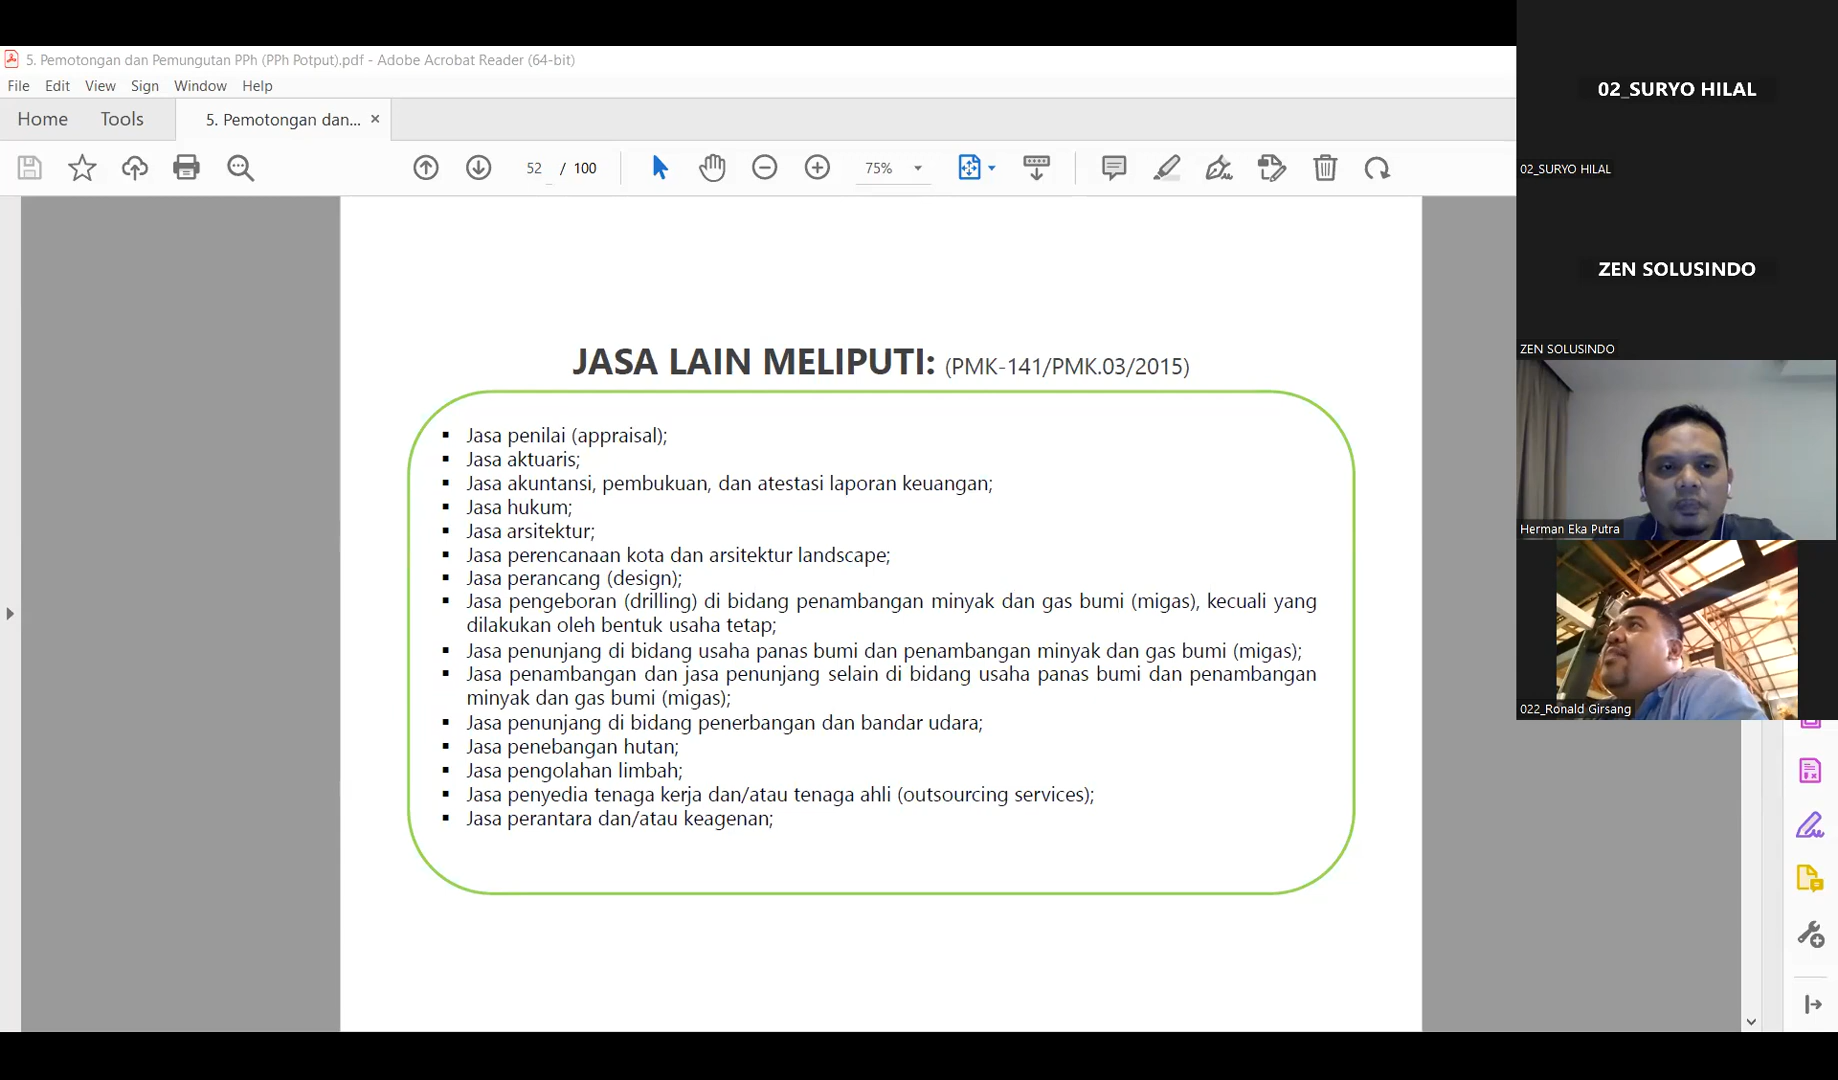 5. Pemotongan dan Pemungutan PPh (PPh Potput).pdf - Adobe Acrobat Reader (64-bit)
File Edit View Sign Window Help
Home Tools 5. Pemotongan dan... ×
52 / 100 75%
JASA LAIN MELIPUTI: (PMK-141/PMK.03/2015)
▪ Jasa penilai (appraisal);
▪ Jasa aktuaris;
▪ Jasa akuntansi, pembukuan, dan atestasi laporan keuangan;
▪ Jasa hukum;
▪ Jasa arsitektur;
▪ Jasa perencanaan kota dan arsitektur landscape;
▪ Jasa perancang (design);
▪ Jasa pengeboran (drilling) di bidang penambangan minyak dan gas bumi (migas), kecuali yang
dilakukan oleh bentuk usaha tetap;
▪ Jasa penunjang di bidang usaha panas bumi dan penambangan minyak dan gas bumi (migas);
▪ Jasa penambangan dan jasa penunjang selain di bidang usaha panas bumi dan penambangan
minyak dan gas bumi (migas);
▪ Jasa penunjang di bidang penerbangan dan bandar udara;
▪ Jasa penebangan hutan;
▪ Jasa pengolahan limbah;
▪ Jasa penyedia tenaga kerja dan/atau tenaga ahli (outsourcing services);
▪ Jasa perantara dan/atau keagenan;
02_SURYO HILAL
02_SURYO HILAL
ZEN SOLUSINDO
ZEN SOLUSINDO
Herman Eka Putra
022_Ronald Girsang